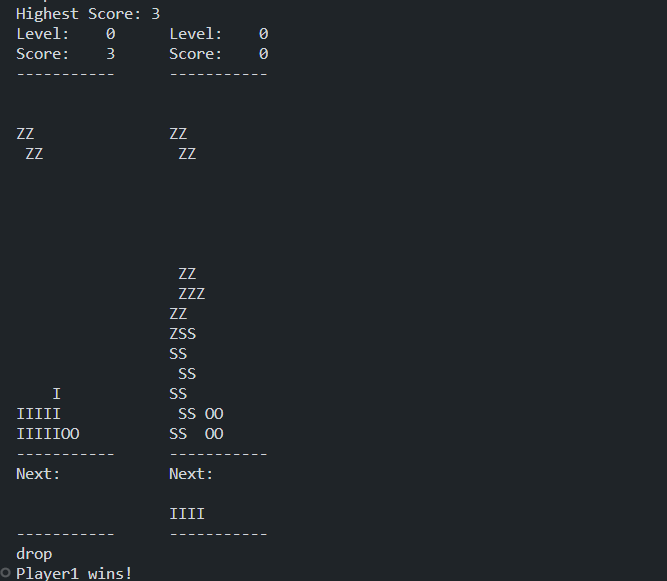 Highest Score: 3
Level:    0      Level:    0
Score:    3      Score:    0
-----------      -----------
ZZ               ZZ
 ZZ               ZZ
                  ZZ
                  ZZZ
                 ZZ
                 ZSS
                 SS
                  SS
    I            SS
IIIII             SS OO
IIIIIOO          SS  OO
-----------      -----------
Next:            Next:
                 IIII
-----------      -----------
drop
Player1 wins!